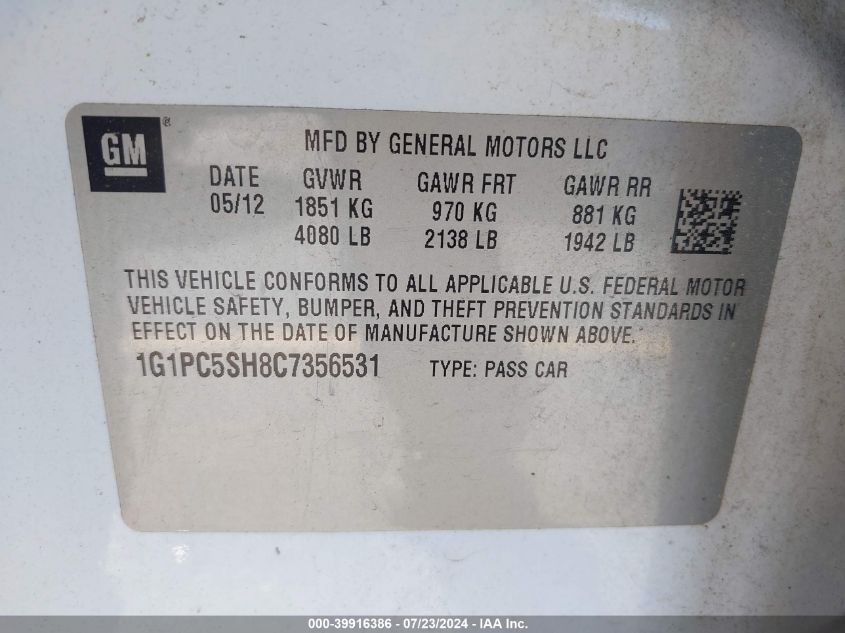 GM ®
MFD BY GENERAL MOTORS LLC
DATE GVWR GAWR FRT GAWR RR
05/12 1851 KG 970 KG 881 KG
4080 LB 2138 LB 1942 LB
THIS VEHICLE CONFORMS TO ALL APPLICABLE U.S. FEDERAL MOTOR
VEHICLE SAFETY, BUMPER, AND THEFT PREVENTION STANDARDS IN
EFFECT ON THE DATE OF MANUFACTURE SHOWN ABOVE.
1G1PC5SH8C7356531 TYPE: PASS CAR
000-39916386 - 07/23/2024 - IAA Inc.